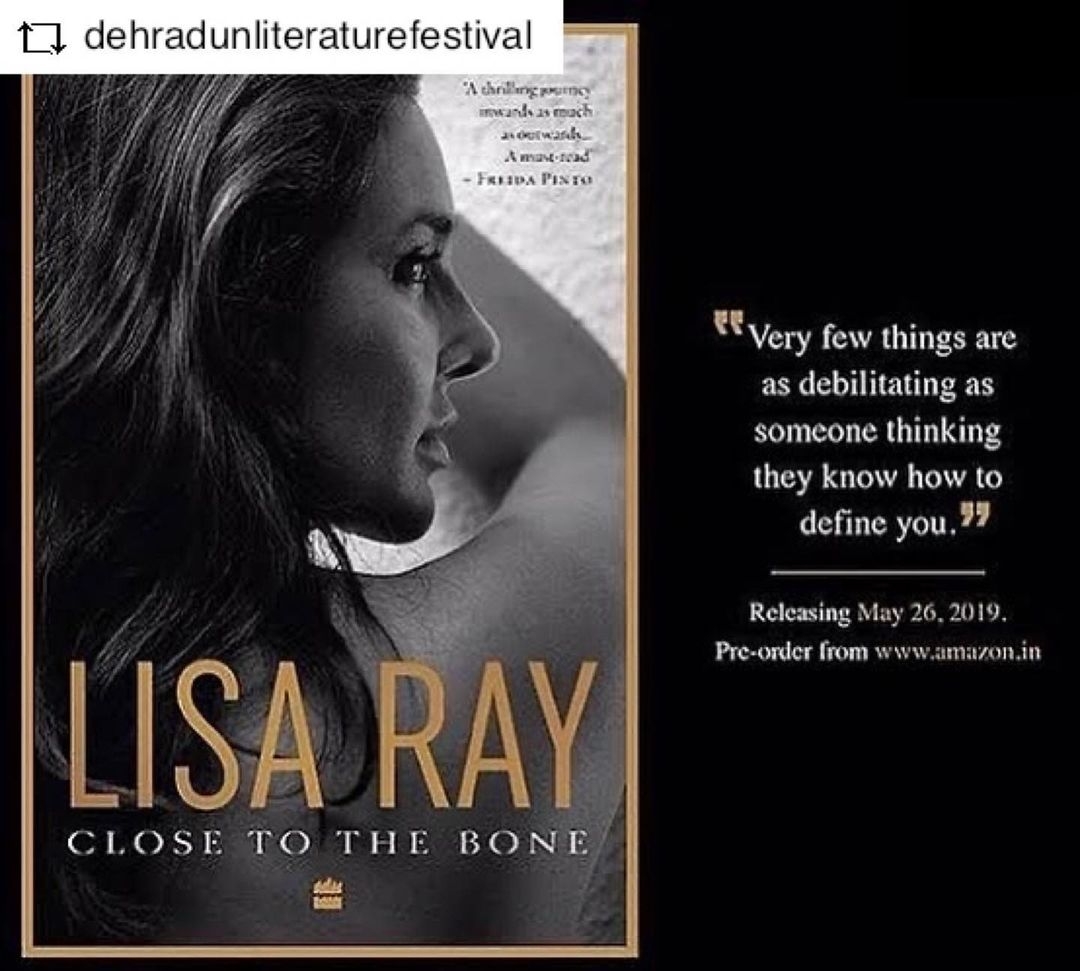 dehradunliteraturefestival
"A thrilling journey
inwards as much
as outwards...
A must-read"
– FREIDA PINTO
LISA RAY
CLOSE TO THE BONE
"Very few things are
as debilitating as
someone thinking
they know how to
define you."
Releasing May 26, 2019.
Pre-order from www.amazon.in